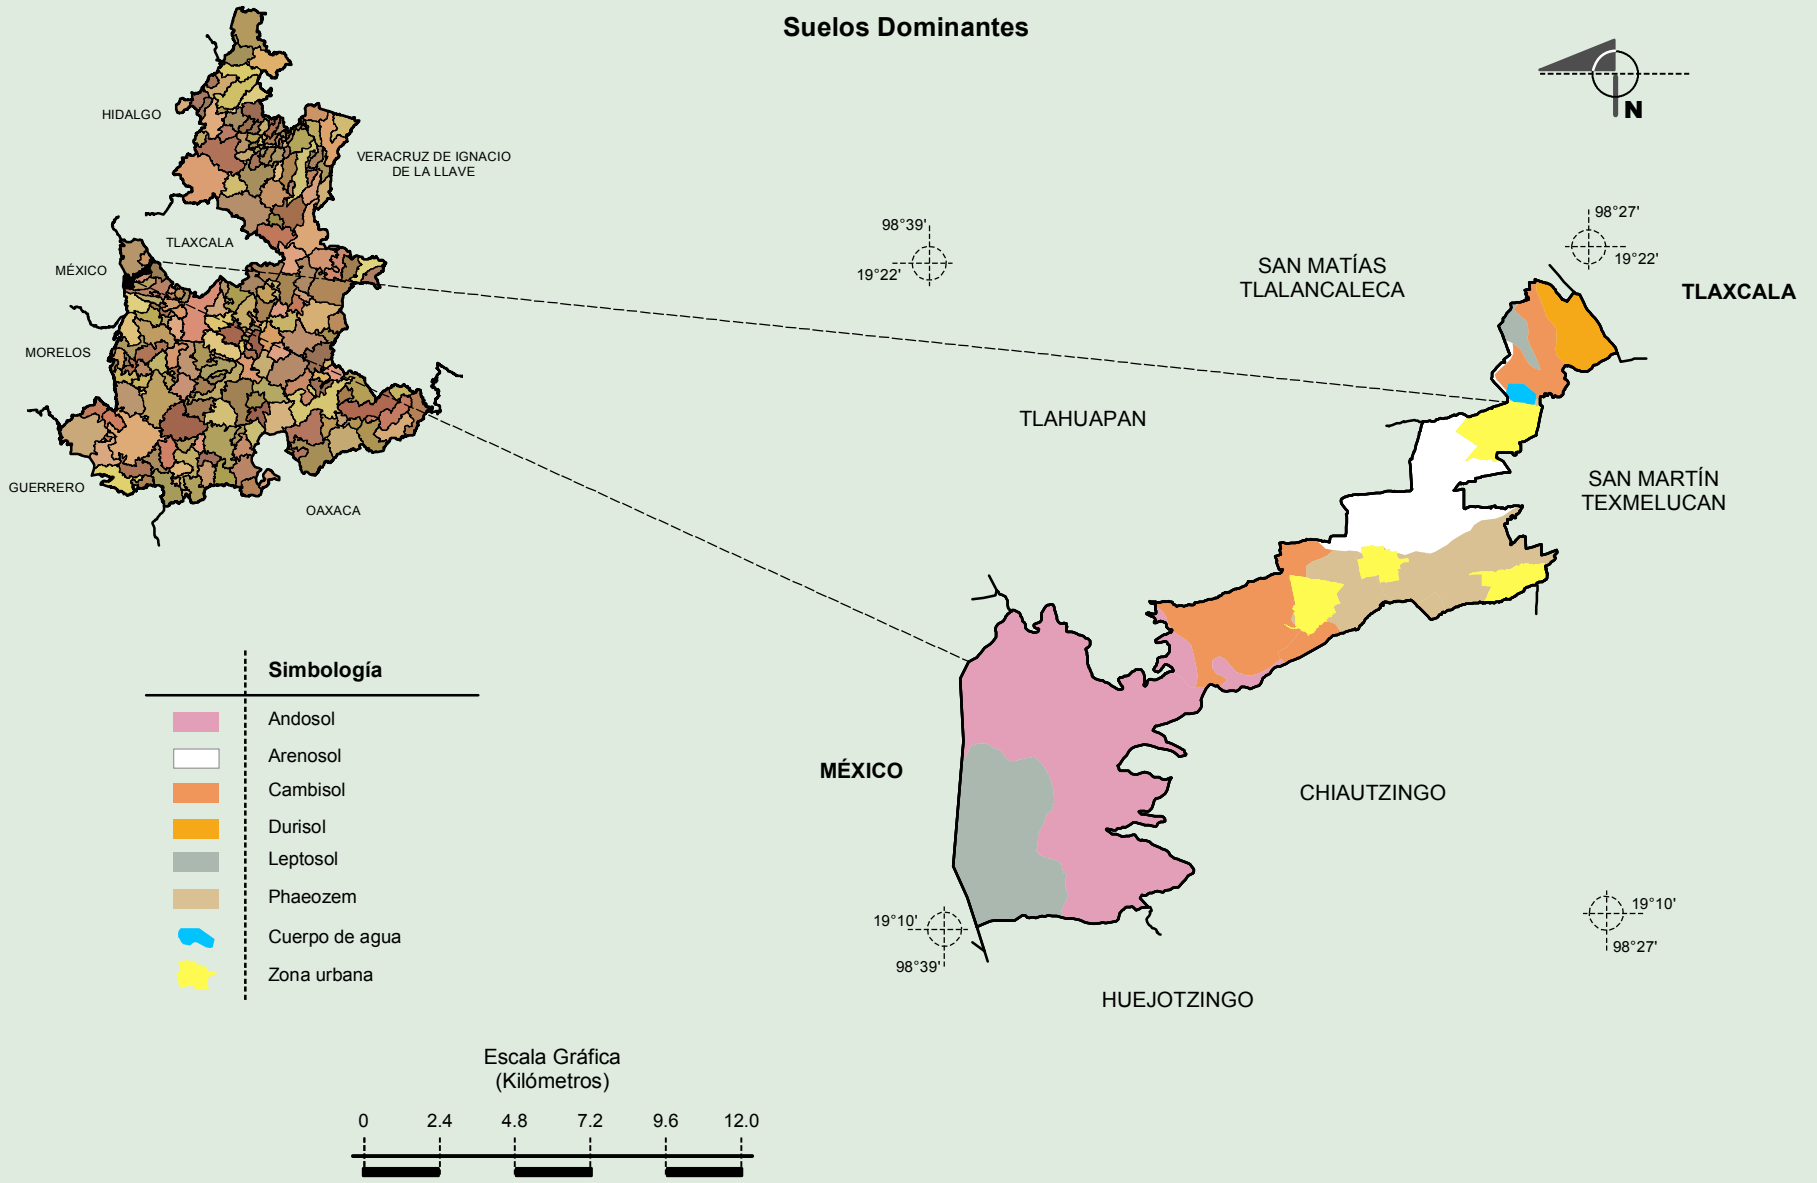 Suelos Dominantes
N
HIDALGO
VERACRUZ DE IGNACIO
DE LA LLAVE
TLAXCALA
MÉXICO
MORELOS
GUERRERO
OAXACA
98°39'
19°22'
98°27'
19°22'
SAN MATÍAS
TLALANCALECA
TLAXCALA
TLAHUAPAN
SAN MARTÍN
TEXMELUCAN
MÉXICO
CHIAUTZINGO
19°10'
98°39'
19°10'
98°27'
HUEJOTZINGO
Simbología
Andosol
Arenosol
Cambisol
Durisol
Leptosol
Phaeozem
Cuerpo de agua
Zona urbana
Escala Gráfica
(Kilómetros)
0 2.4 4.8 7.2 9.6 12.0